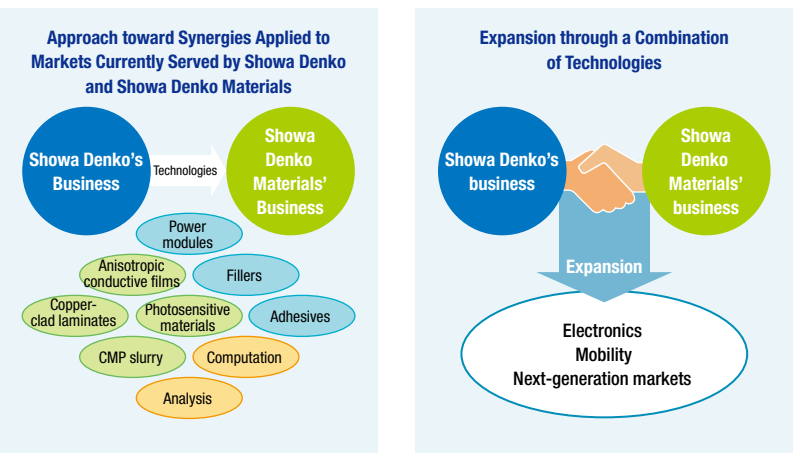 Approach toward Synergies Applied to
Markets Currently Served by Showa Denko
and Showa Denko Materials
Showa Denko's
Business
Technologies
Showa
Denko
Materials'
Business
Power
modules
Anisotropic
conductive films
Fillers
Copper-
clad laminates
Photosensitive
materials
Adhesives
CMP slurry
Computation
Analysis
Expansion through a Combination
of Technologies
Showa Denko's
business
Showa
Denko
Materials'
business
Expansion
Electronics
Mobility
Next-generation markets